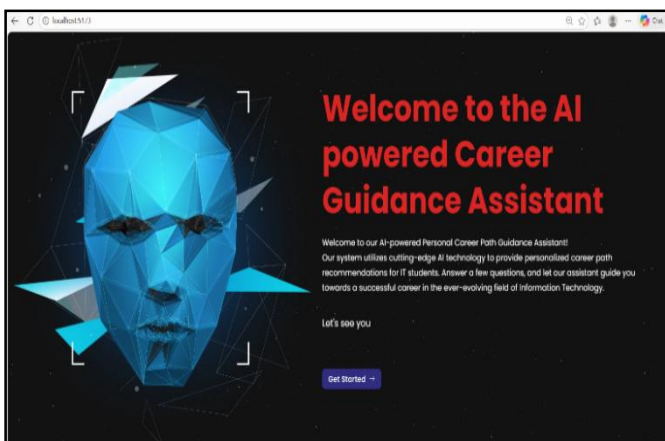 localhost:5173
Chat
Welcome to the AI
powered Career
Guidance Assistant
Welcome to our AI-powered Personal Career Path Guidance Assistant!
Our system utilizes cutting-edge AI technology to provide personalized career path
recommendations for IT students. Answer a few questions, and let our assistant guide you
towards a successful career in the ever-evolving field of Information Technology.
Let's see you
Get Started →